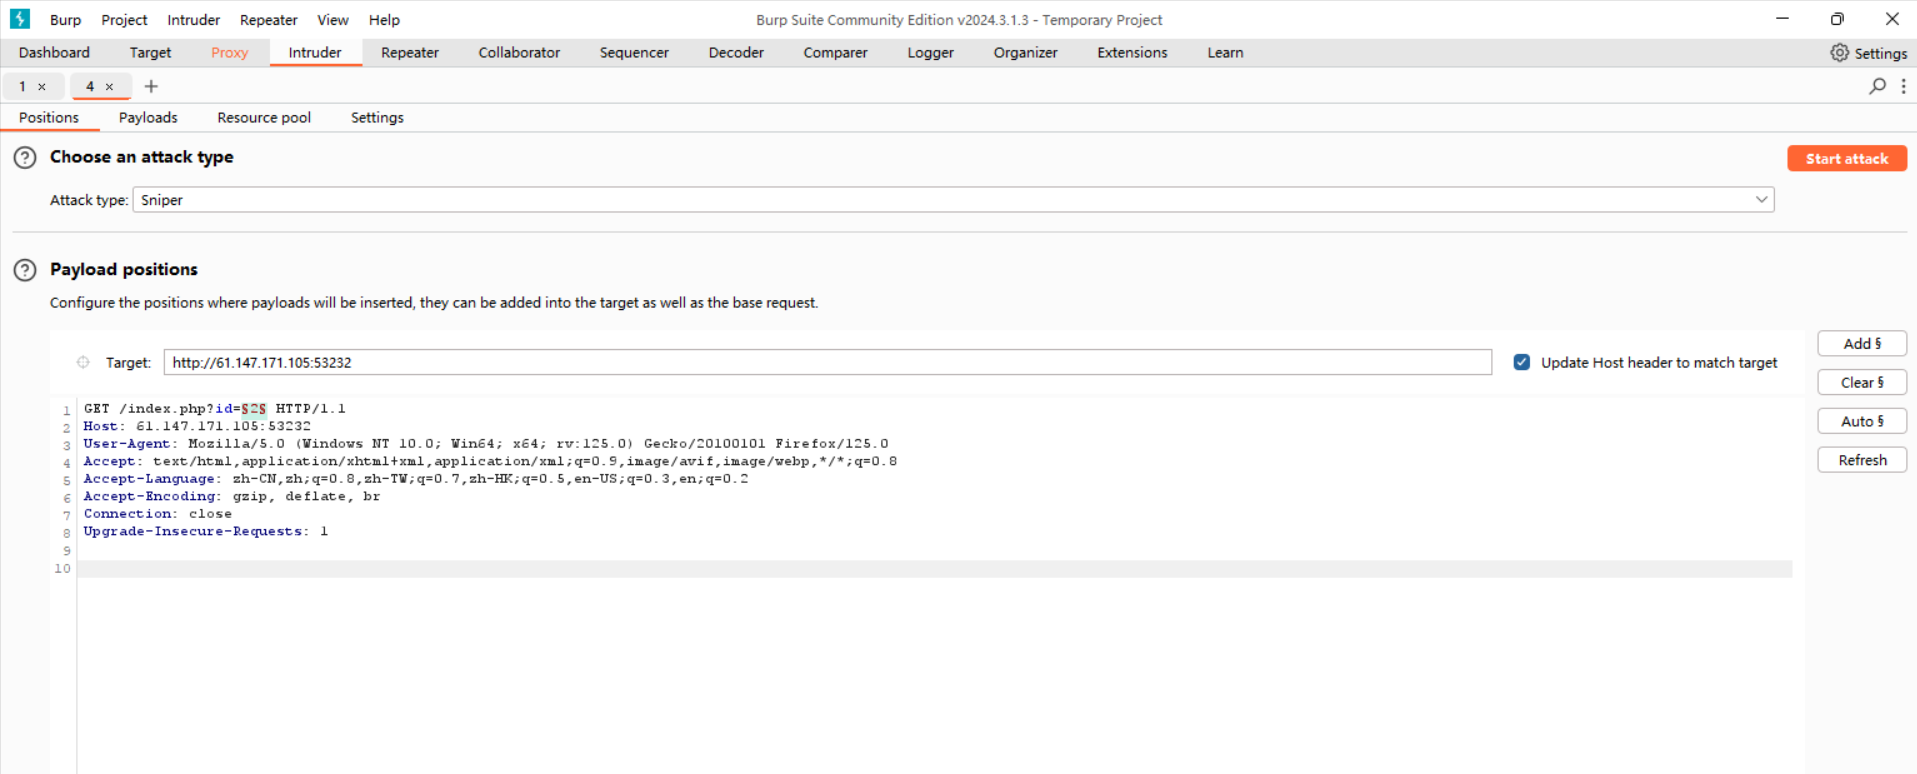 Burp Project Intruder Repeater View Help Burp Suite Community Edition v2024.3.1.3 - Temporary Project
Dashboard Target Proxy Intruder Repeater Collaborator Sequencer Decoder Comparer Logger Organizer Extensions Learn Settings
1 × 4 × +
Positions Payloads Resource pool Settings
? Choose an attack type Start attack
Attack type: Sniper
? Payload positions
Configure the positions where payloads will be inserted, they can be added into the target as well as the base request.
Target: http://61.147.171.105:53232 Update Host header to match target
Add §
Clear §
Auto §
Refresh
1 GET /index.php?id=§2§ HTTP/1.1
2 Host: 61.147.171.105:53232
3 User-Agent: Mozilla/5.0 (Windows NT 10.0; Win64; x64; rv:125.0) Gecko/20100101 Firefox/125.0
4 Accept: text/html,application/xhtml+xml,application/xml;q=0.9,image/avif,image/webp,*/*;q=0.8
5 Accept-Language: zh-CN,zh;q=0.8,zh-TW;q=0.7,zh-HK;q=0.5,en-US;q=0.3,en;q=0.2
6 Accept-Encoding: gzip, deflate, br
7 Connection: close
8 Upgrade-Insecure-Requests: 1
9
10